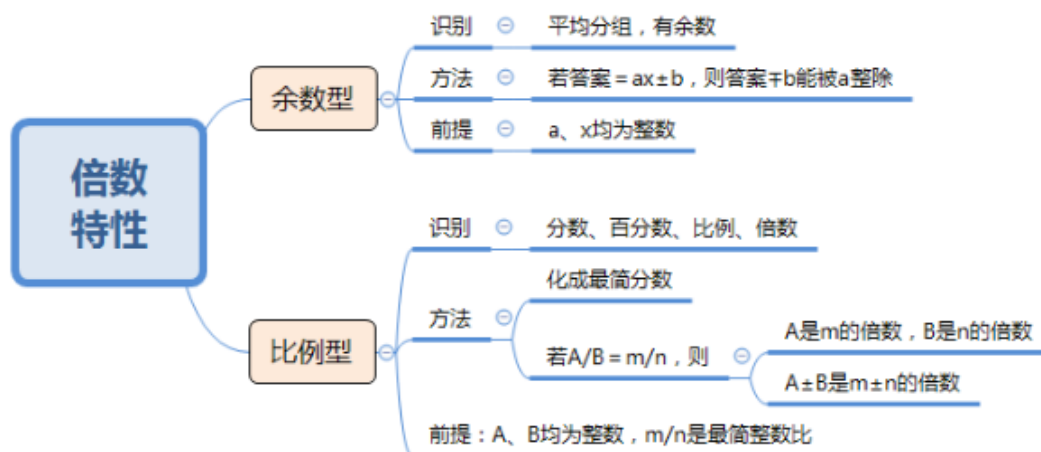 倍数
特性
余数型
识别
平均分组，有余数
方法
若答案＝ax±b，则答案∓b能被a整除
前提
a、x均为整数
比例型
识别
分数、百分数、比例、倍数
方法
化成最简分数
若A/B＝m/n，则
A是m的倍数，B是n的倍数
A±B是m±n的倍数
前提：A、B均为整数，m/n是最简整数比